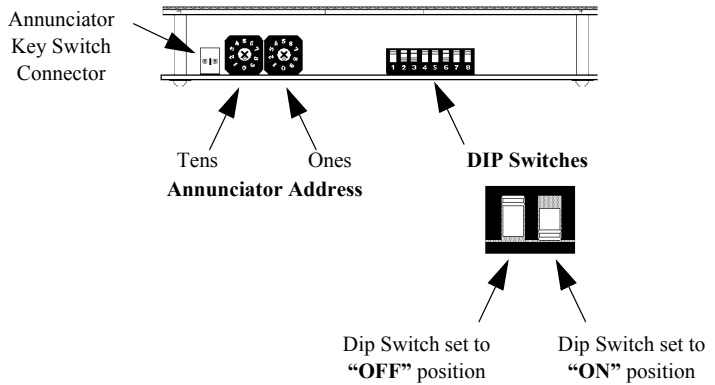 Annunciator
Key Switch
Connector
1 2 3 4 5 6 7 8
Tens
Ones
Annunciator Address
DIP Switches
Dip Switch set to
“OFF” position
Dip Switch set to
“ON” position